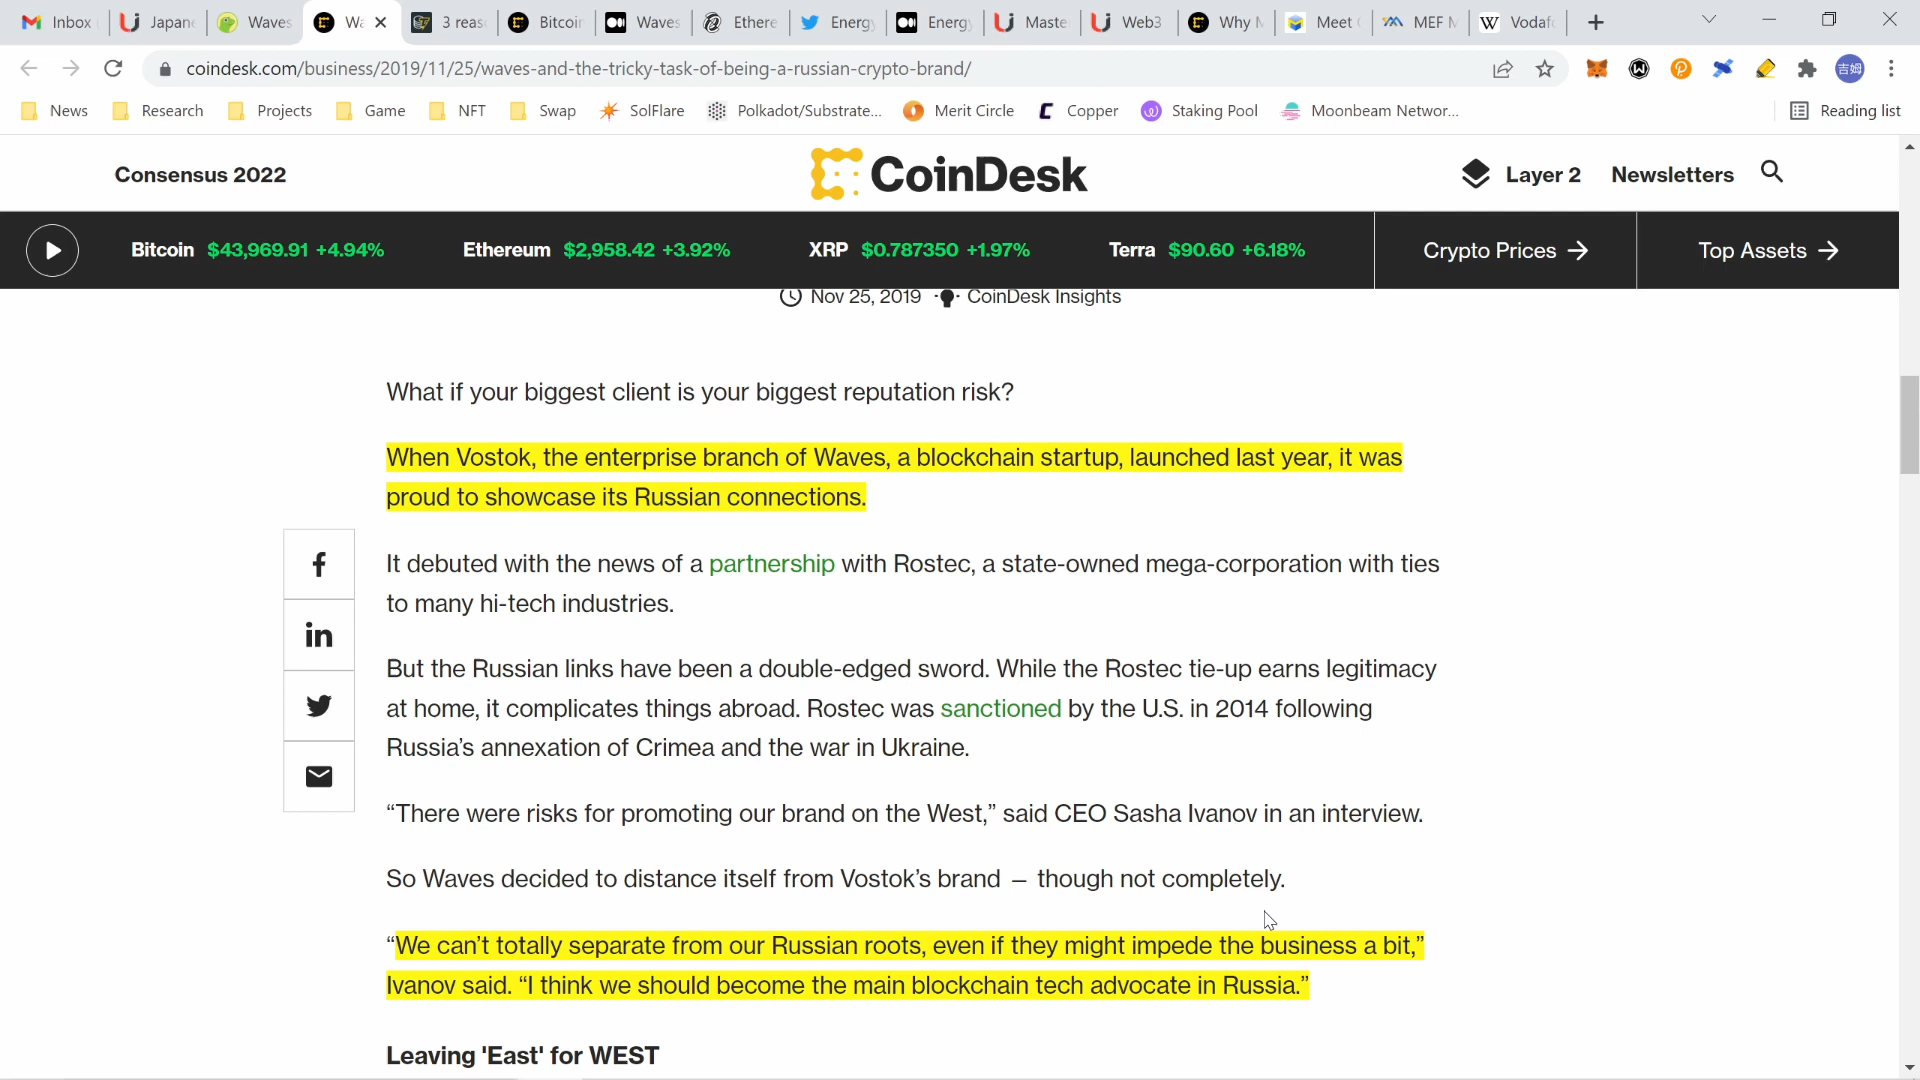 Inbox
Japane
Waves
Wa
3 reas
Bitcoin
Waves
Ethere
Energy
Energy
Maste
Web3
Why M
Meet
MEF M
Vodaf
coindesk.com/business/2019/11/25/waves-and-the-tricky-task-of-being-a-russian-crypto-brand/
吉姆
News
Research
Projects
Game
NFT
Swap
SolFlare
Polkadot/Substrate...
Merit Circle
Copper
Staking Pool
Moonbeam Networ...
Reading list
Consensus 2022
CoinDesk
Layer 2
Newsletters
Bitcoin $43,969.91 +4.94%
Ethereum $2,958.42 +3.92%
XRP $0.787350 +1.97%
Terra $90.60 +6.18%
Crypto Prices →
Top Assets →
Nov 25, 2019
CoinDesk Insights
What if your biggest client is your biggest reputation risk?
When Vostok, the enterprise branch of Waves, a blockchain startup, launched last year, it was
proud to showcase its Russian connections.
It debuted with the news of a partnership with Rostec, a state-owned mega-corporation with ties
to many hi-tech industries.
But the Russian links have been a double-edged sword. While the Rostec tie-up earns legitimacy
at home, it complicates things abroad. Rostec was sanctioned by the U.S. in 2014 following
Russia’s annexation of Crimea and the war in Ukraine.
“There were risks for promoting our brand on the West,” said CEO Sasha Ivanov in an interview.
So Waves decided to distance itself from Vostok’s brand — though not completely.
“We can’t totally separate from our Russian roots, even if they might impede the business a bit,”
Ivanov said. “I think we should become the main blockchain tech advocate in Russia.”
Leaving 'East' for WEST